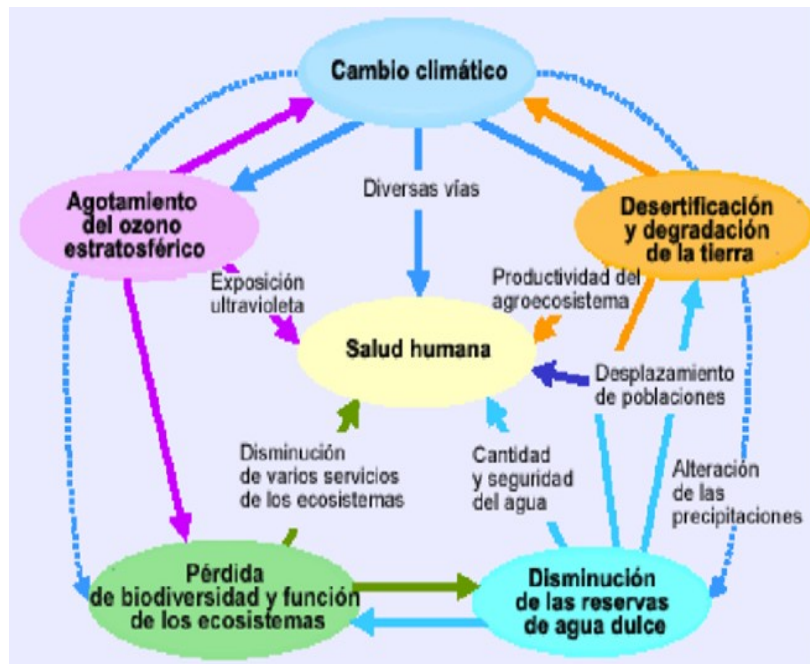 Cambio climático
Diversas vías
Agotamiento
del ozono
estratosférico
Desertificación
y degradación
de la tierra
Exposición
ultravioleta
Productividad del
agroecosistema
Salud humana
Desplazamiento
de poblaciones
Disminución
de varios servicios
de los ecosistemas
Cantidad
y seguridad
del agua
Alteración
de las
precipitaciones
Pérdida
de biodiversidad y función
de los ecosistemas
Disminución
de las reservas
de agua dulce